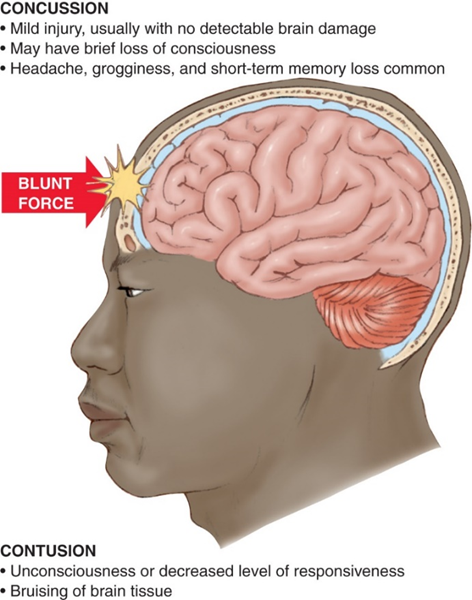 CONCUSSION
• Mild injury, usually with no detectable brain damage
• May have brief loss of consciousness
• Headache, grogginess, and short-term memory loss common
BLUNT
FORCE
CONTUSION
• Unconsciousness or decreased level of responsiveness
• Bruising of brain tissue